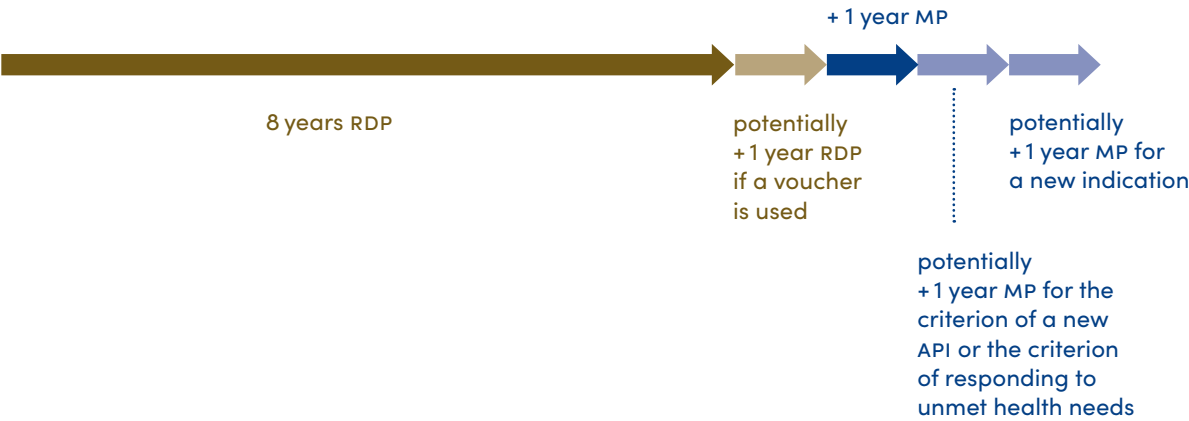 + 1 year MP
8 years RDP
potentially
+ 1 year RDP
if a voucher
is used
potentially
+ 1 year MP for
a new indication
potentially
+ 1 year MP for the
criterion of a new
API or the criterion
of responding to
unmet health needs